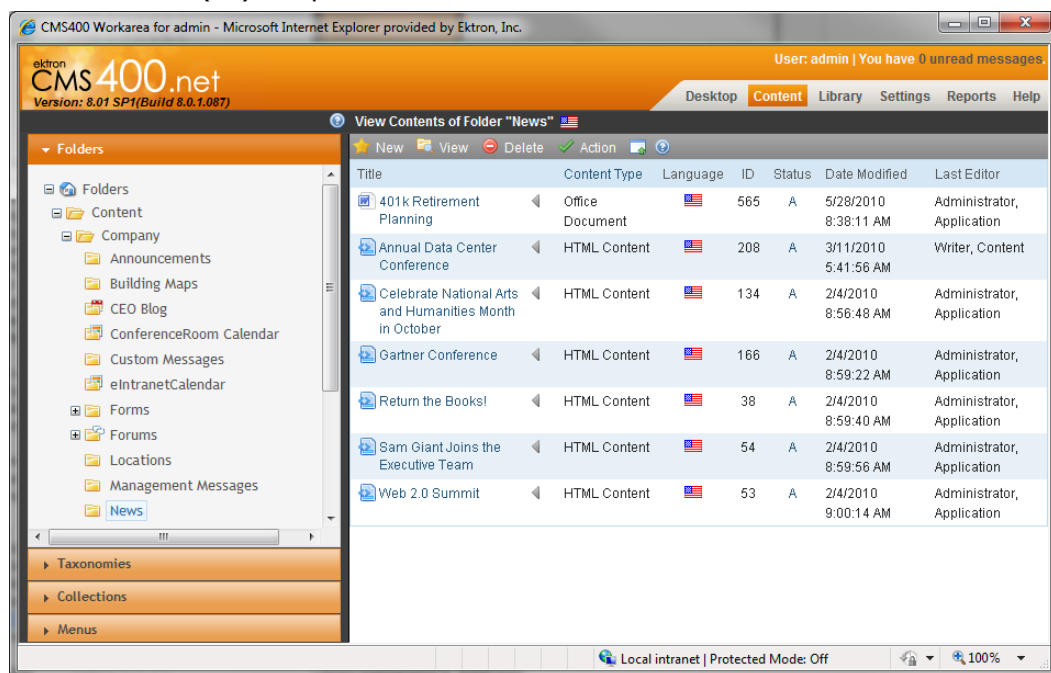 CMS400 Workarea for admin - Microsoft Internet Explorer provided by Ektron, Inc.
User: admin | You have 0 unread messages.
ektron
CMS400.net
Version: 8.01 SP1(Build 8.0.1.087)
Desktop Content Library Settings Reports Help
View Contents of Folder "News"
Folders
New View Delete Action
Title Content Type Language ID Status Date Modified Last Editor
Folders
Content
Company
Announcements
Building Maps
CEO Blog
ConferenceRoom Calendar
Custom Messages
eIntranetCalendar
Forms
Forums
Locations
Management Messages
News
401k Retirement Office 565 A 5/28/2010 Administrator,
Planning Document 8:38:11 AM Application
Annual Data Center HTML Content 208 A 3/11/2010 Writer, Content
Conference 5:41:56 AM
Celebrate National Arts HTML Content 134 A 2/4/2010 Administrator,
and Humanities Month 8:56:48 AM Application
in October
Gartner Conference HTML Content 166 A 2/4/2010 Administrator,
8:59:22 AM Application
Return the Books! HTML Content 38 A 2/4/2010 Administrator,
8:59:40 AM Application
Sam Giant Joins the HTML Content 54 A 2/4/2010 Administrator,
Executive Team 8:59:56 AM Application
Web 2.0 Summit HTML Content 53 A 2/4/2010 Administrator,
9:00:14 AM Application
Taxonomies
Collections
Menus
Local intranet | Protected Mode: Off 100%